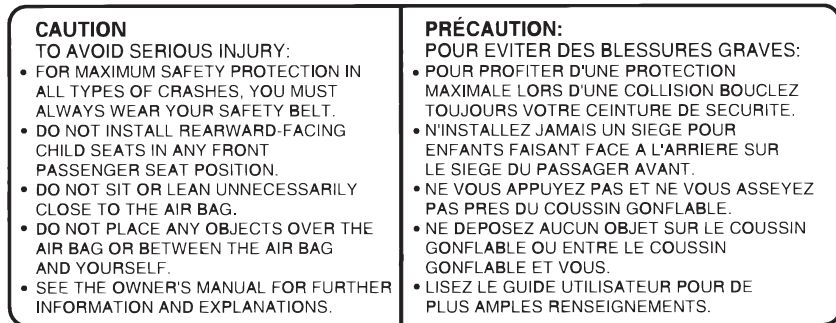 CAUTION
TO AVOID SERIOUS INJURY:
• FOR MAXIMUM SAFETY PROTECTION IN
ALL TYPES OF CRASHES, YOU MUST
ALWAYS WEAR YOUR SAFETY BELT.
• DO NOT INSTALL REARWARD-FACING
CHILD SEATS IN ANY FRONT
PASSENGER SEAT POSITION.
• DO NOT SIT OR LEAN UNNECESSARILY
CLOSE TO THE AIR BAG.
• DO NOT PLACE ANY OBJECTS OVER THE
AIR BAG OR BETWEEN THE AIR BAG
AND YOURSELF.
• SEE THE OWNER'S MANUAL FOR FURTHER
INFORMATION AND EXPLANATIONS.
PRÉCAUTION:
POUR EVITER DES BLESSURES GRAVES:
• POUR PROFITER D'UNE PROTECTION
MAXIMALE LORS D'UNE COLLISION BOUCLEZ
TOUJOURS VOTRE CEINTURE DE SECURITE.
• N'INSTALLEZ JAMAIS UN SIEGE POUR
ENFANTS FAISANT FACE A L'ARRIERE SUR
LE SIEGE DU PASSAGER AVANT.
• NE VOUS APPUYEZ PAS ET NE VOUS ASSEYEZ
PAS PRES DU COUSSIN GONFLABLE.
• NE DEPOSEZ AUCUN OBJET SUR LE COUSSIN
GONFLABLE OU ENTRE LE COUSSIN
GONFLABLE ET VOUS.
• LISEZ LE GUIDE UTILISATEUR POUR DE
PLUS AMPLES RENSEIGNEMENTS.